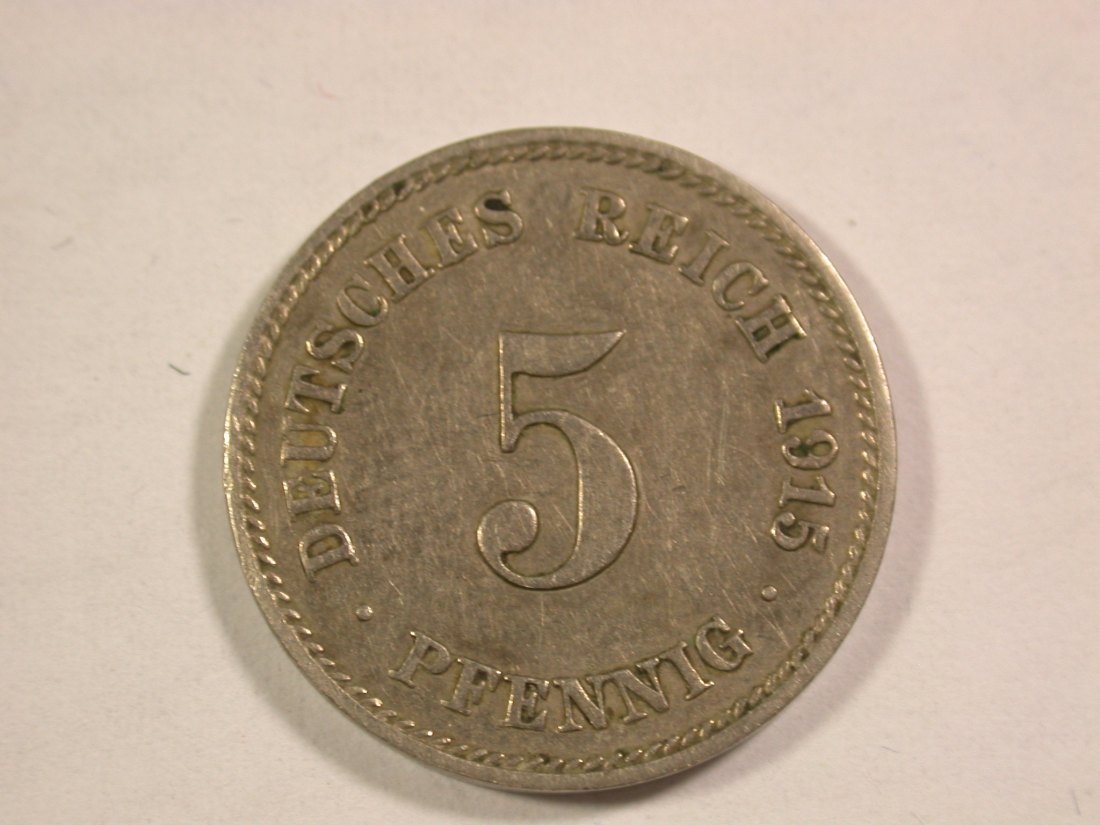 DEUTSCHES REICH 1915
5
PFENNIG